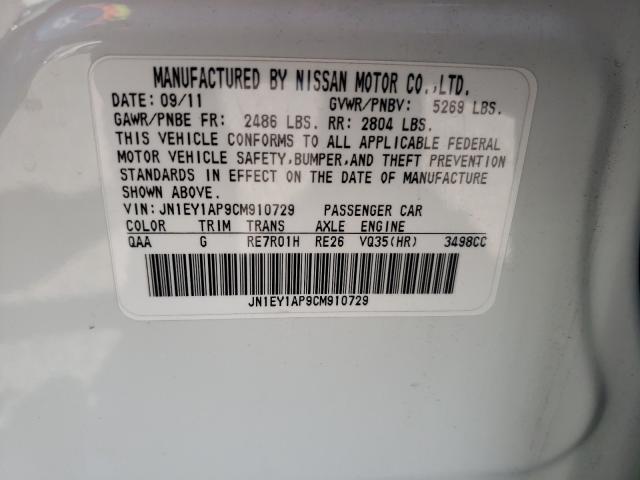 MANUFACTURED BY NISSAN MOTOR CO.,LTD.
DATE: 09/11 GVWR/PNBV: 5269 LBS.
GAWR/PNBE FR: 2486 LBS. RR: 2804 LBS.
THIS VEHICLE CONFORMS TO ALL APPLICABLE FEDERAL
MOTOR VEHICLE SAFETY,BUMPER,AND THEFT PREVENTION
STANDARDS IN EFFECT ON THE DATE OF MANUFACTURE
SHOWN ABOVE.
VIN: JN1EY1AP9CM910729 PASSENGER CAR
COLOR TRIM TRANS AXLE ENGINE
QAA G RE7R01H RE26 VQ35(HR) 3498CC
JN1EY1AP9CM910729